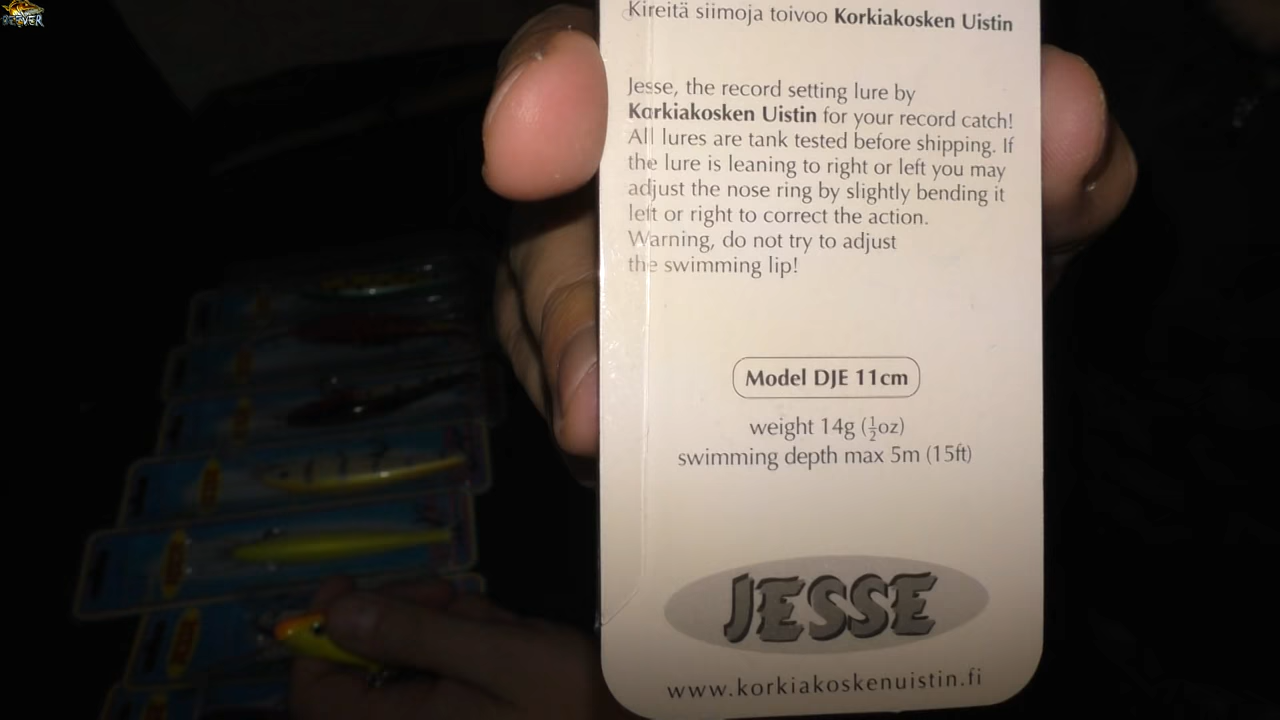 Kireitä siimoja toivoo Korkiakosken Uistin
Jesse, the record setting lure by
Korkiakosken Uistin for your record catch!
All lures are tank tested before shipping. If
the lure is leaning to right or left you may
adjust the nose ring by slightly bending it
left or right to correct the action.
Warning, do not try to adjust
the swimming lip!
Model DJE 11cm
weight 14g (½oz)
swimming depth max 5m (15ft)
JESSE
www.korkiakoskenuistin.fi